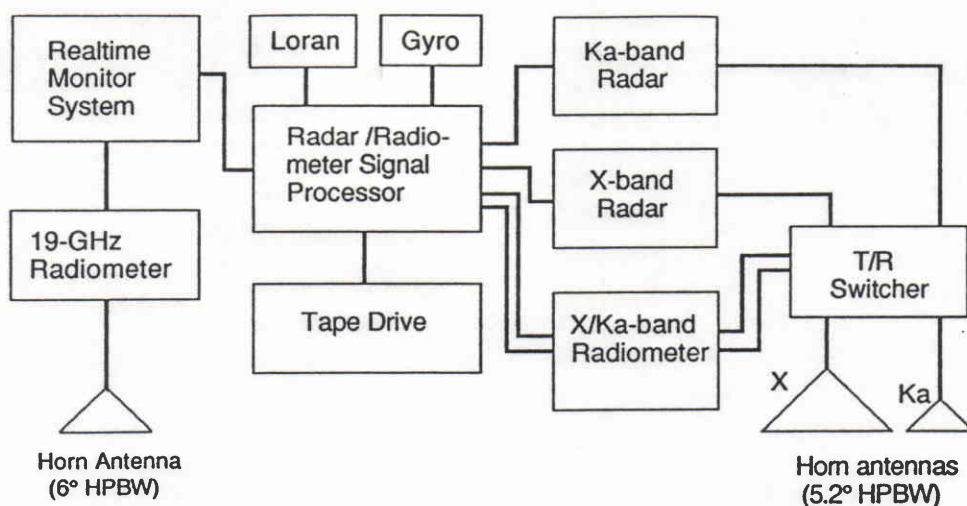 Realtime
Monitor
System
Loran
Gyro
Ka-band
Radar
Radar /Radio-
meter Signal
Processor
X-band
Radar
19-GHz
Radiometer
T/R
Switcher
Tape Drive
X/Ka-band
Radiometer
X
Ka
Horn Antenna
(6° HPBW)
Horn antennas
(5.2° HPBW)